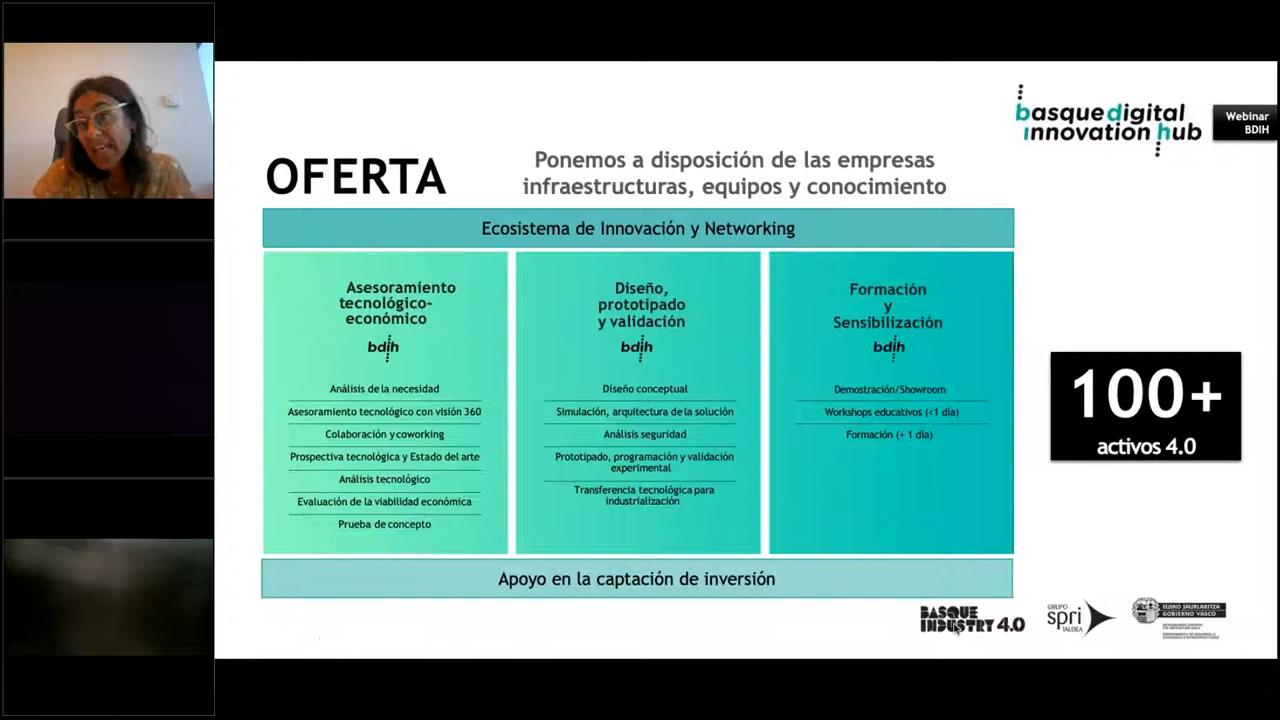 basque digital
innovation hub
Webinar
BDIH
OFERTA
Ponemos a disposición de las empresas
infraestructuras, equipos y conocimiento
Ecosistema de Innovación y Networking
Asesoramiento
tecnológico-
económico
bdih
Análisis de la necesidad
Asesoramiento tecnológico con visión 360
Colaboración y coworking
Prospectiva tecnológica y Estado del arte
Análisis tecnológico
Evaluación de la viabilidad económica
Prueba de concepto
Diseño,
prototipado
y validación
bdih
Diseño conceptual
Simulación, arquitectura de la solución
Análisis seguridad
Prototipado, programación y validación
experimental
Transferencia tecnológica para
industrialización
Formación
y
Sensibilización
bdih
Demostración/Showroom
Workshops educativos (<1 día)
Formación (+ 1 día)
100+
activos 4.0
Apoyo en la captación de inversión
BASQUE
INDUSTRY 4.0
GRUPO
spri
TALDEA
EUSKO JAURLARITZA
GOBIERNO VASCO